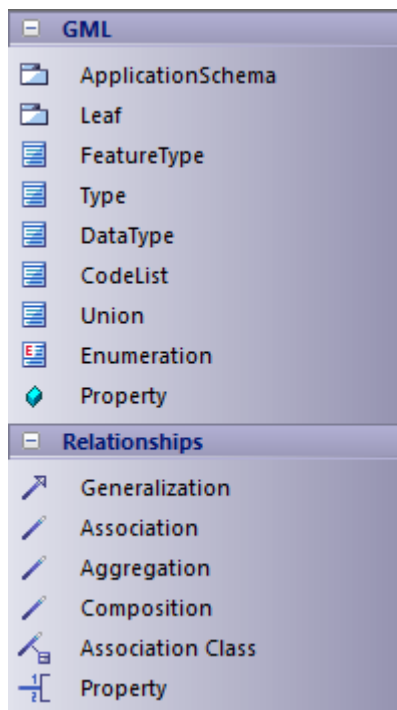 GML
ApplicationSchema
Leaf
FeatureType
Type
DataType
CodeList
Union
Enumeration
Property
Relationships
Generalization
Association
Aggregation
Composition
Association Class
Property